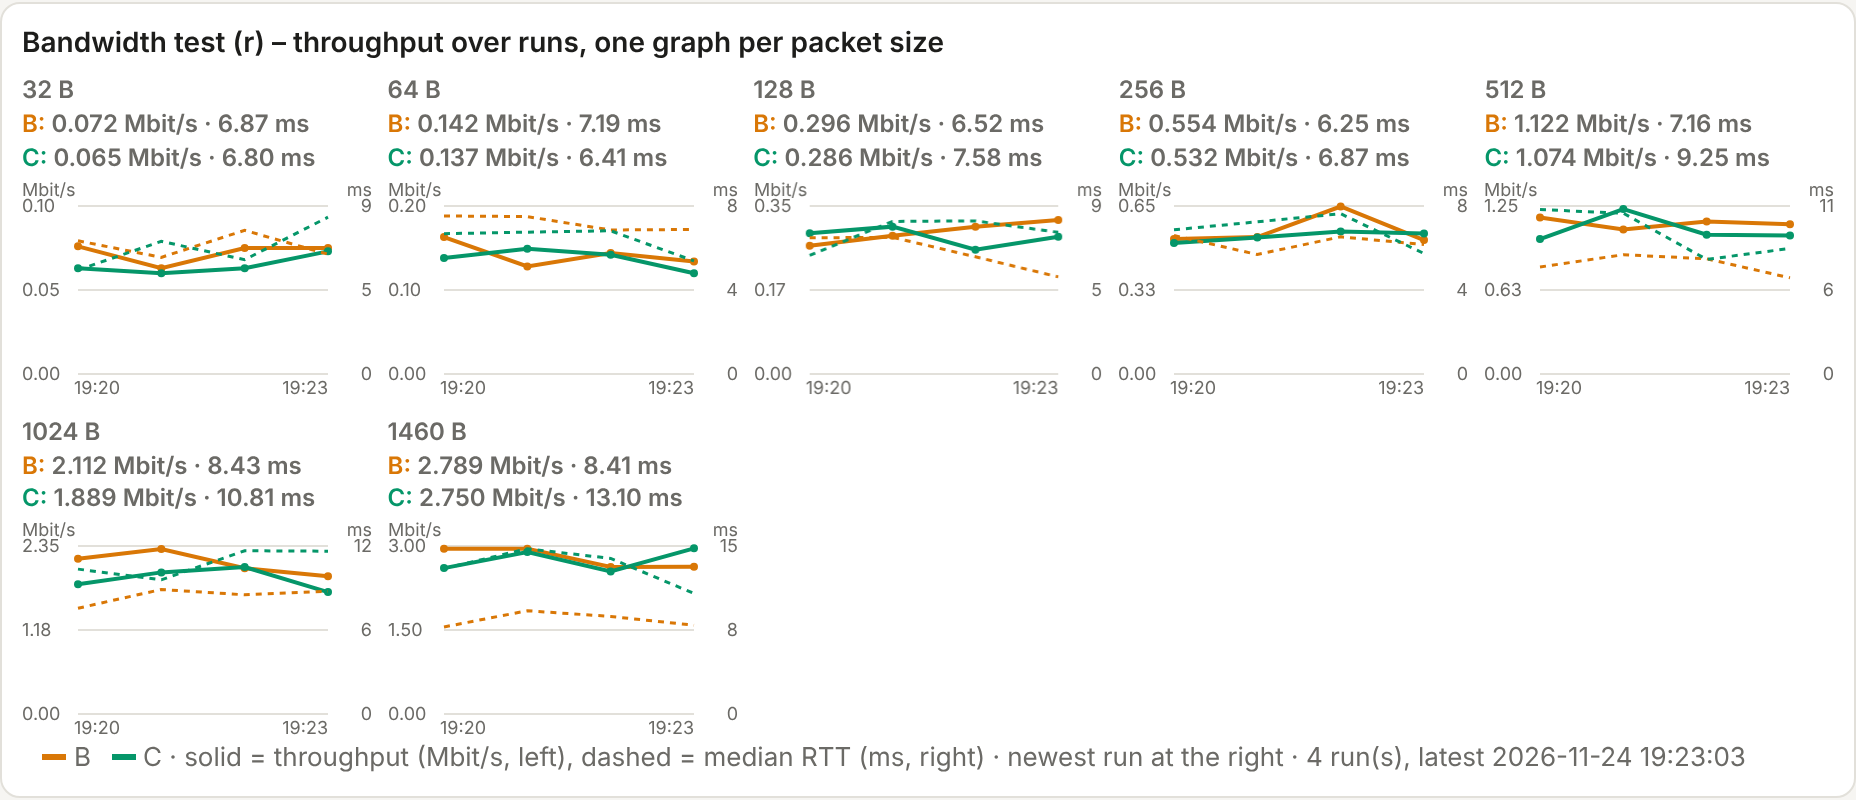 Bandwidth test (r) – throughput over runs, one graph per packet size
32 B
B: 0.072 Mbit/s · 6.87 ms
C: 0.065 Mbit/s · 6.80 ms
Mbit/s ms
0.10 9
0.05 5
0.00 0
19:20 19:23
64 B
B: 0.142 Mbit/s · 7.19 ms
C: 0.137 Mbit/s · 6.41 ms
Mbit/s ms
0.20 8
0.10 4
0.00 0
19:20 19:23
128 B
B: 0.296 Mbit/s · 6.52 ms
C: 0.286 Mbit/s · 7.58 ms
Mbit/s ms
0.35 9
0.17 5
0.00 0
19:20 19:23
256 B
B: 0.554 Mbit/s · 6.25 ms
C: 0.532 Mbit/s · 6.87 ms
Mbit/s ms
0.65 8
0.33 4
0.00 0
19:20 19:23
512 B
B: 1.122 Mbit/s · 7.16 ms
C: 1.074 Mbit/s · 9.25 ms
Mbit/s ms
1.25 11
0.63 6
0.00 0
19:20 19:23
1024 B
B: 2.112 Mbit/s · 8.43 ms
C: 1.889 Mbit/s · 10.81 ms
Mbit/s ms
2.35 12
1.18 6
0.00 0
19:20 19:23
1460 B
B: 2.789 Mbit/s · 8.41 ms
C: 2.750 Mbit/s · 13.10 ms
Mbit/s ms
3.00 15
1.50 8
0.00 0
19:20 19:23
B C · solid = throughput (Mbit/s, left), dashed = median RTT (ms, right) · newest run at the right · 4 run(s), latest 2026-11-24 19:23:03